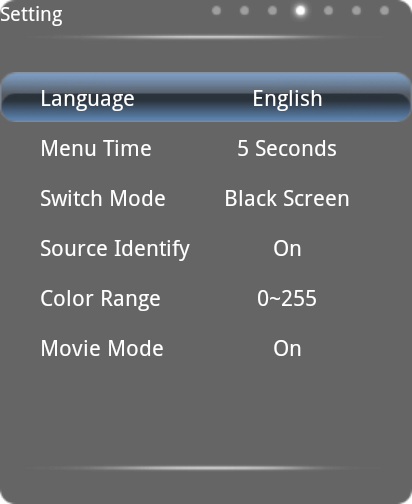 Setting
Language English
Menu Time 5 Seconds
Switch Mode Black Screen
Source Identify On
Color Range 0~255
Movie Mode On